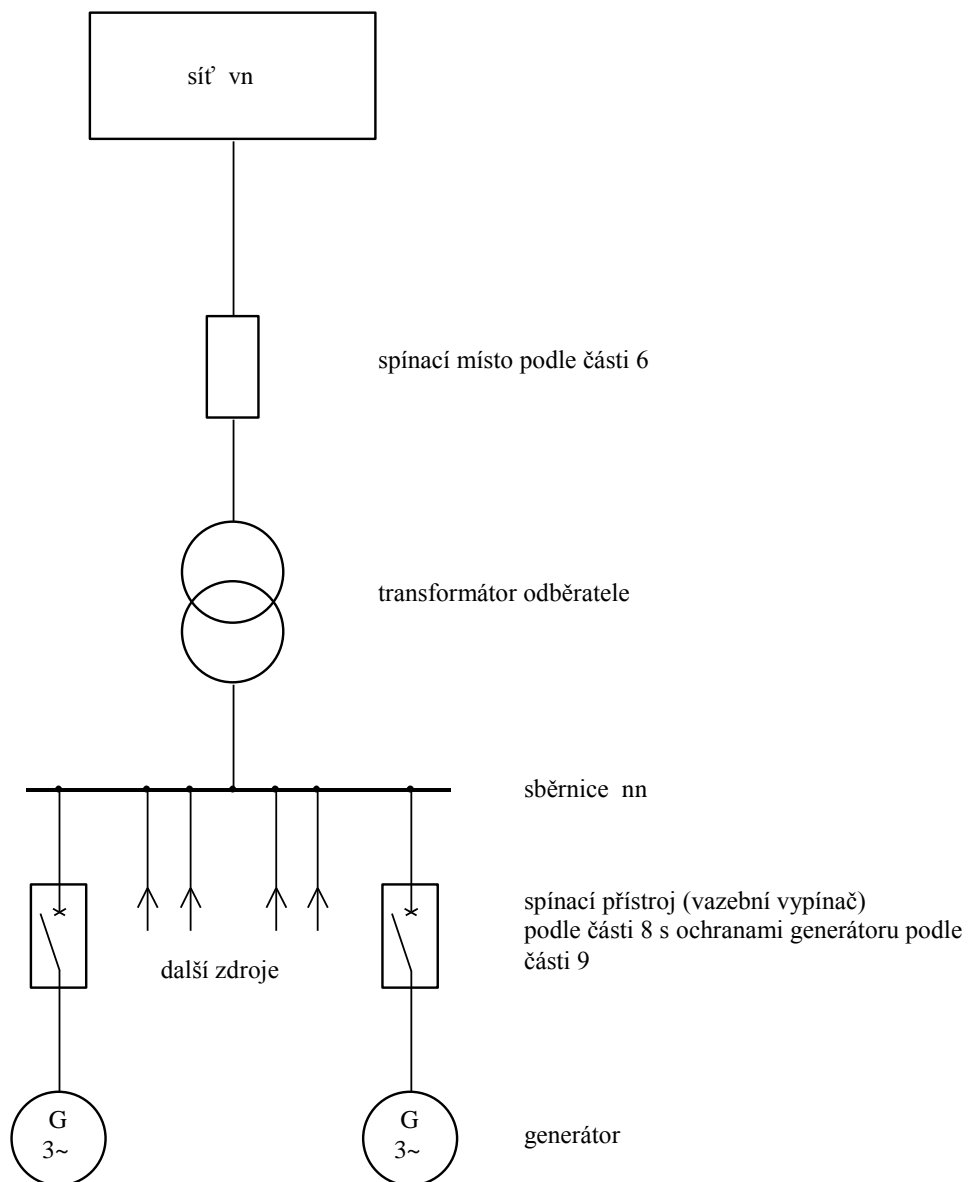 síť vn
spínací místo podle části 6
transformátor odběratele
sběrnice nn
spínací přístroj (vazební vypínač)
podle části 8 s ochranami generátoru podle
části 9
další zdroje
G
3~
G
3~
generátor